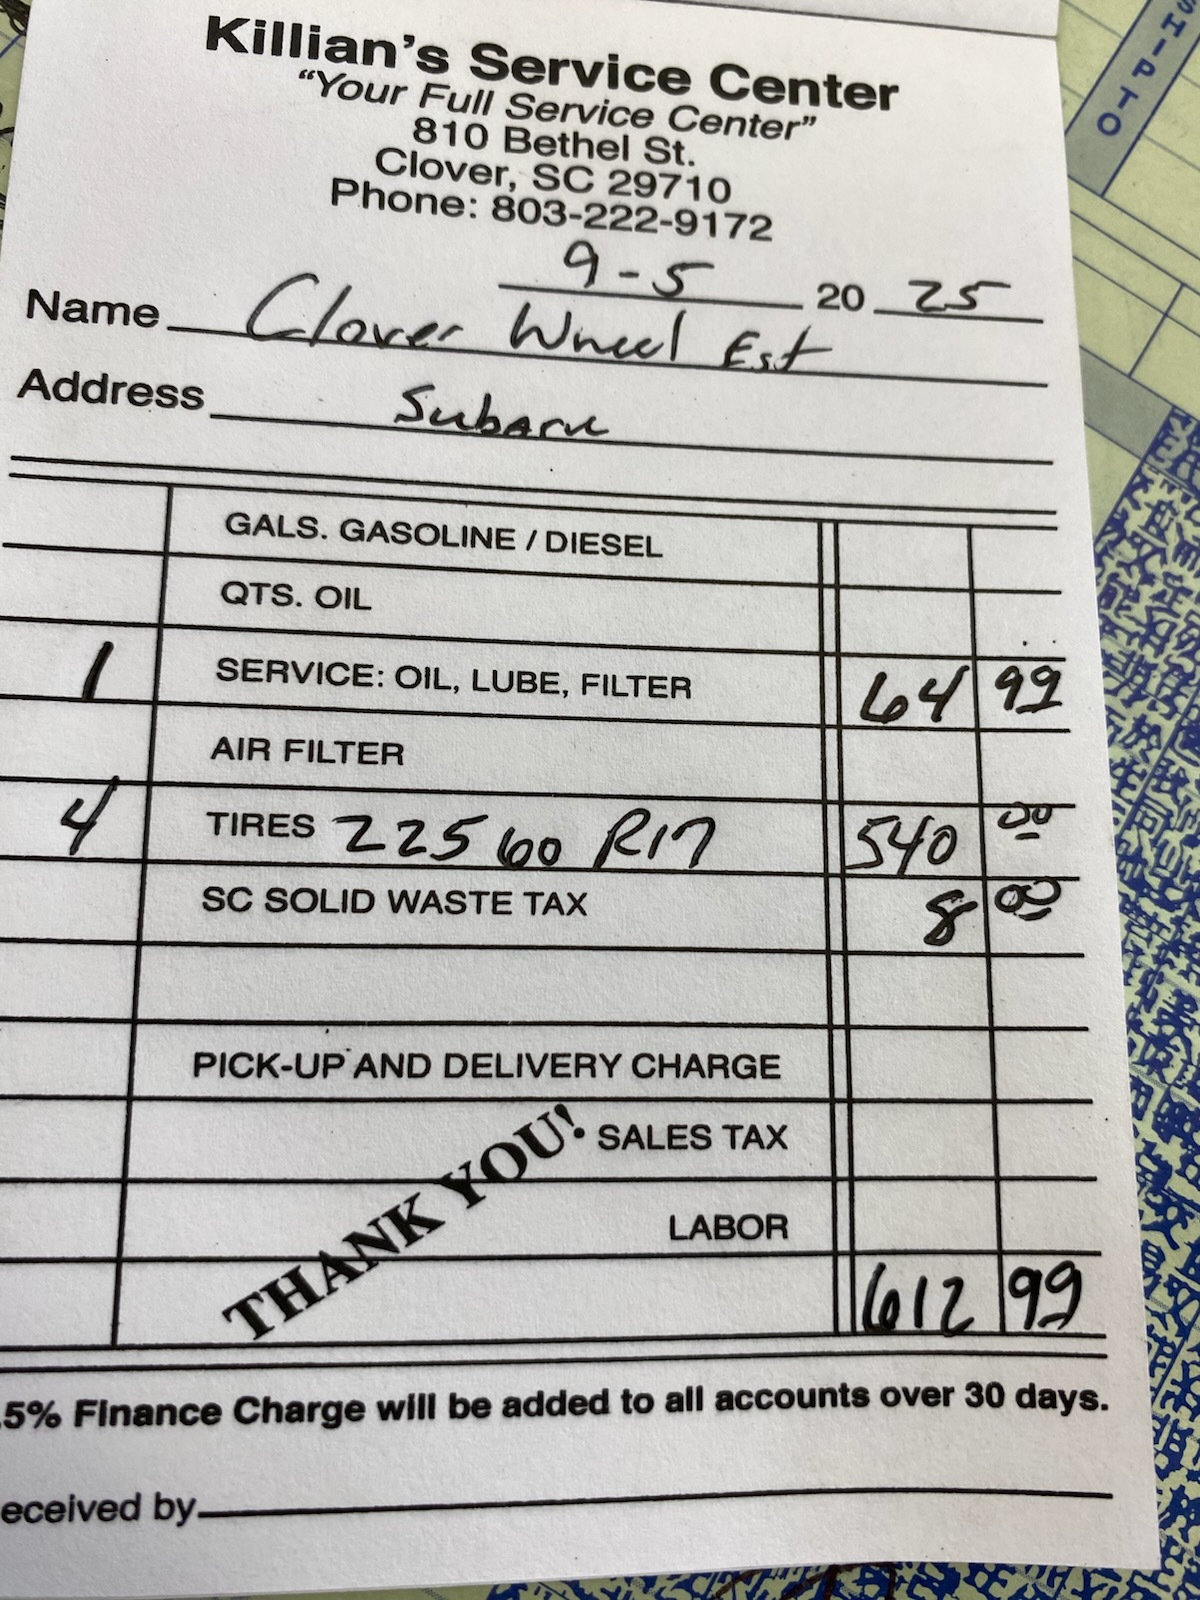 Killian's Service Center
"Your Full Service Center"
810 Bethel St.
Clover, SC 29710
Phone: 803-222-9172
9-5 20 25
Name Clover Wheel Est
Address Subaru
GALS. GASOLINE / DIESEL
QTS. OIL
1 SERVICE: OIL, LUBE, FILTER 64 99
AIR FILTER
4 TIRES 225 60 R17 540 00
SC SOLID WASTE TAX 8 00
PICK-UP AND DELIVERY CHARGE
SALES TAX
LABOR
THANK YOU!
612 99
.5% Finance Charge will be added to all accounts over 30 days.
eceived by
SHIP TO